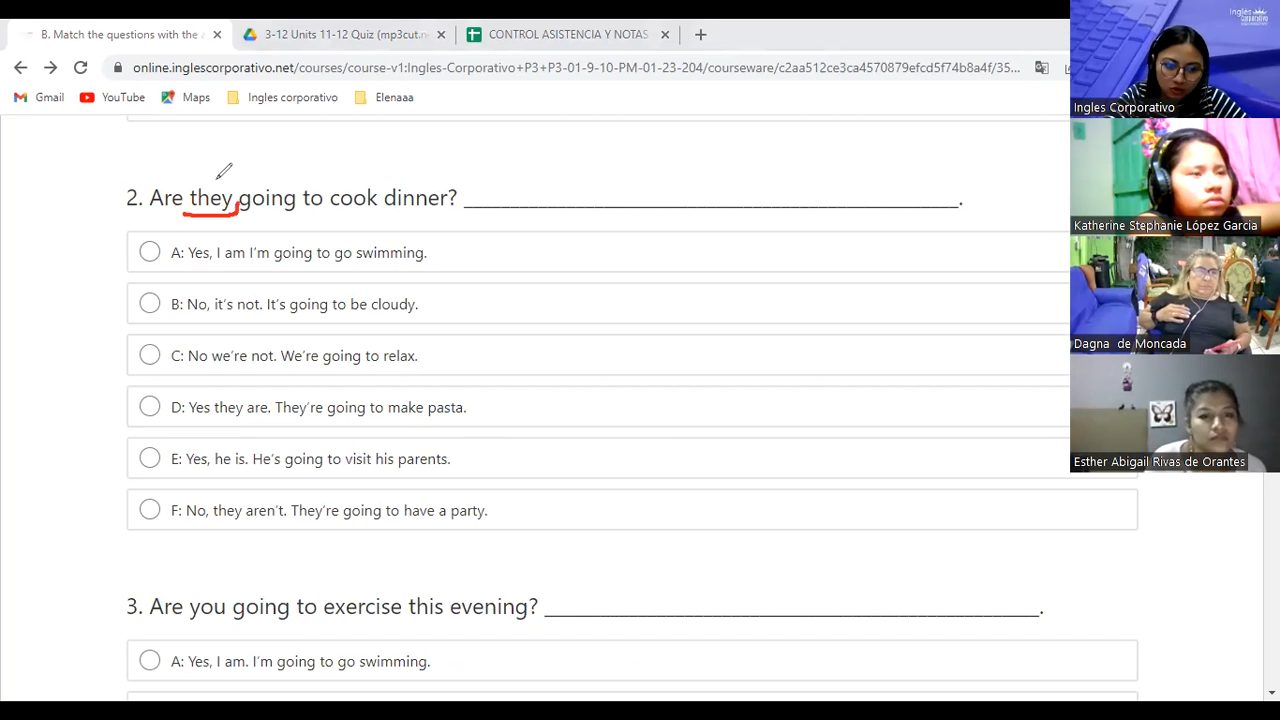 B. Match the questions with the
3-12 Units 11-12 Quiz (mp3cut
CONTROL ASISTENCIA Y NOTAS
online.inglescorporativo.net/courses/course-v1:Ingles-Corporativo+P3+P3-01-9-10-PM-01-23-204/courseware/c2aa512ce3ca4570879efcd5f74b8a4f/35...
Gmail
YouTube
Maps
Ingles corporativo
Elenaaa
2. Are they going to cook dinner? ______.
A: Yes, I am I’m going to go swimming.
B: No, it’s not. It’s going to be cloudy.
C: No we’re not. We’re going to relax.
D: Yes they are. They’re going to make pasta.
E: Yes, he is. He’s going to visit his parents.
F: No, they aren’t. They’re going to have a party.
3. Are you going to exercise this evening? ______.
A: Yes, I am. I’m going to go swimming.
Inglés
Corporativo
Ingles Corporativo
Katherine Stephanie López Garcia
Dagna de Moncada
Esther Abigail Rivas de Orantes